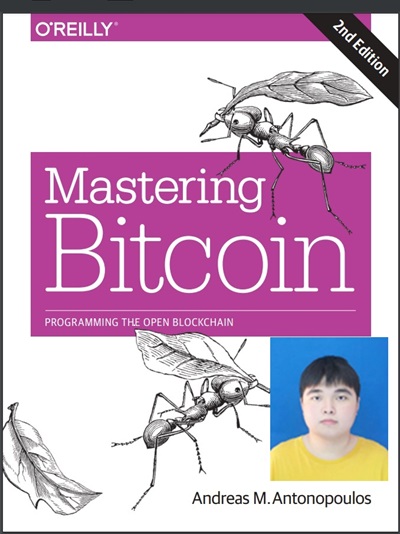 O'REILLY®
2nd Edition
Mastering
Bitcoin
PROGRAMMING THE OPEN BLOCKCHAIN
Andreas M. Antonopoulos